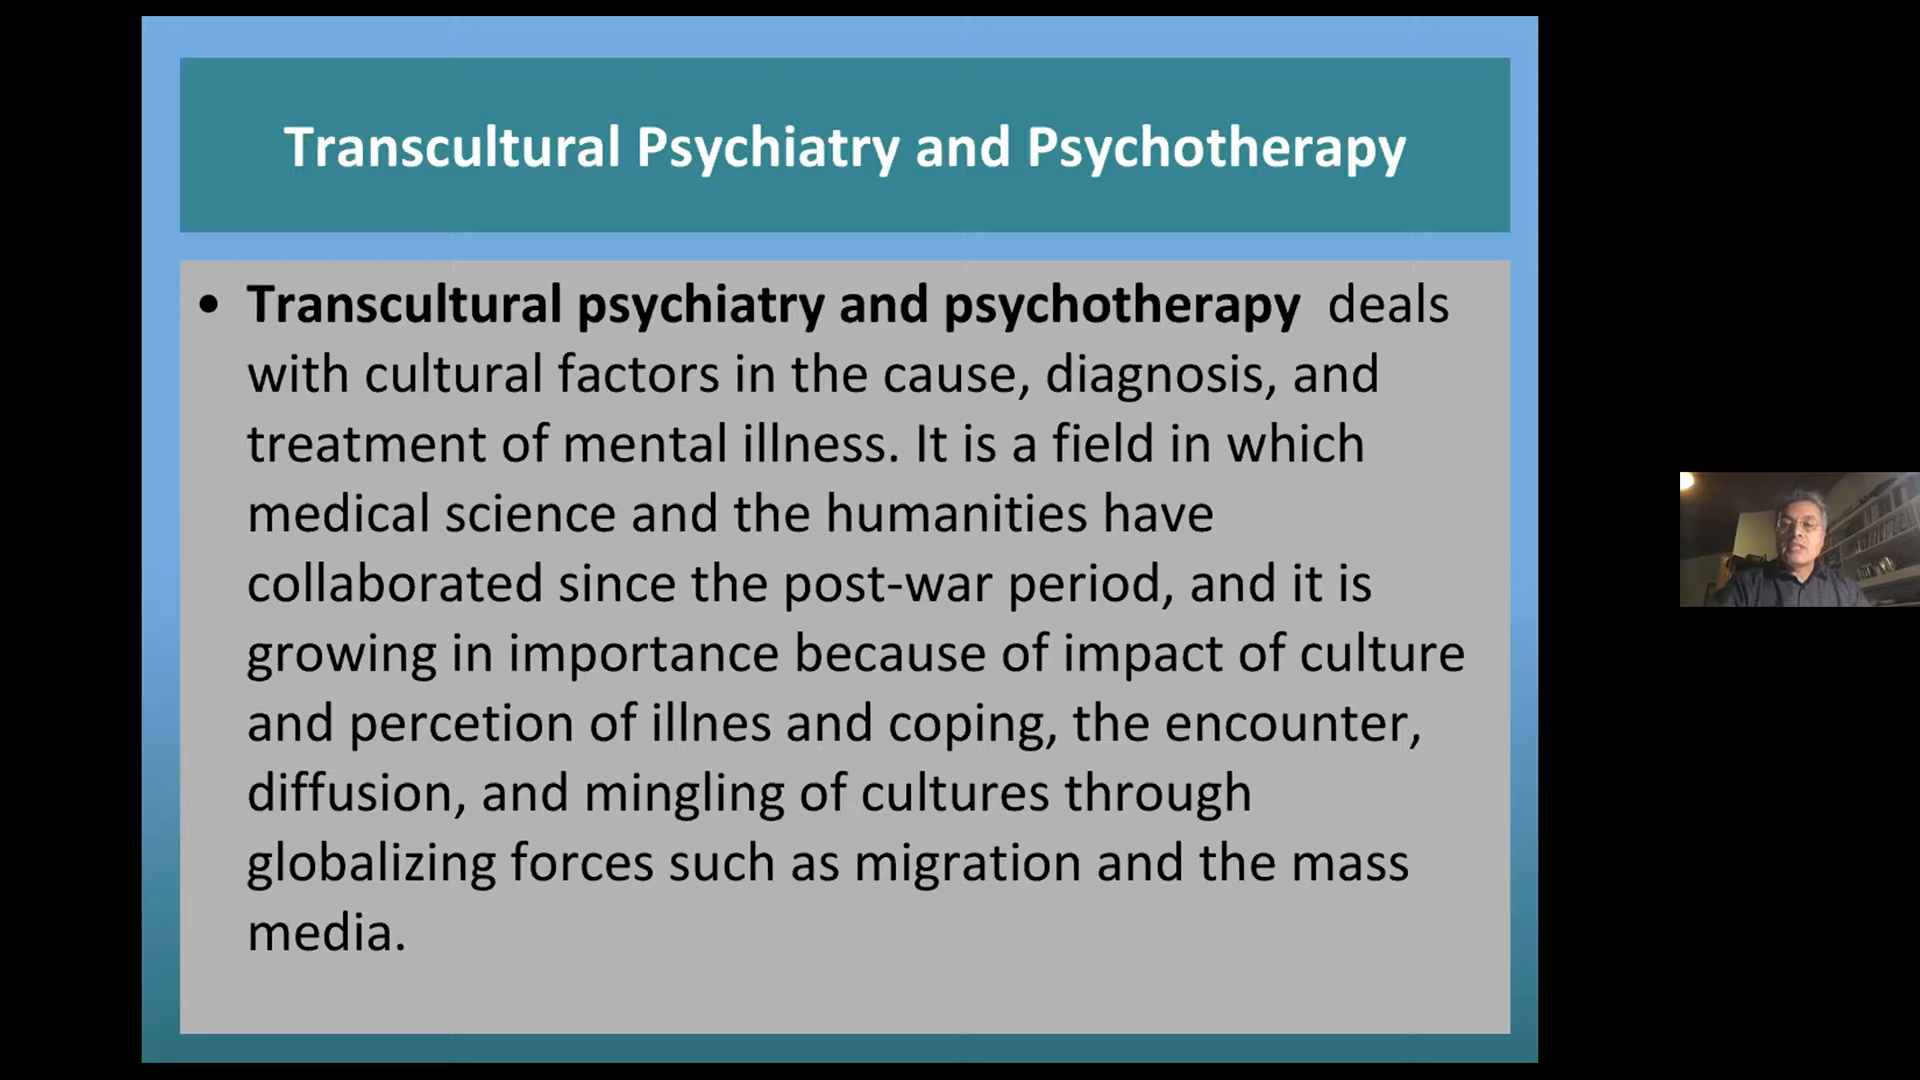 Transcultural Psychiatry and Psychotherapy
• Transcultural psychiatry and psychotherapy deals
with cultural factors in the cause, diagnosis, and
treatment of mental illness. It is a field in which
medical science and the humanities have
collaborated since the post-war period, and it is
growing in importance because of impact of culture
and percetion of illnes and coping, the encounter,
diffusion, and mingling of cultures through
globalizing forces such as migration and the mass
media.